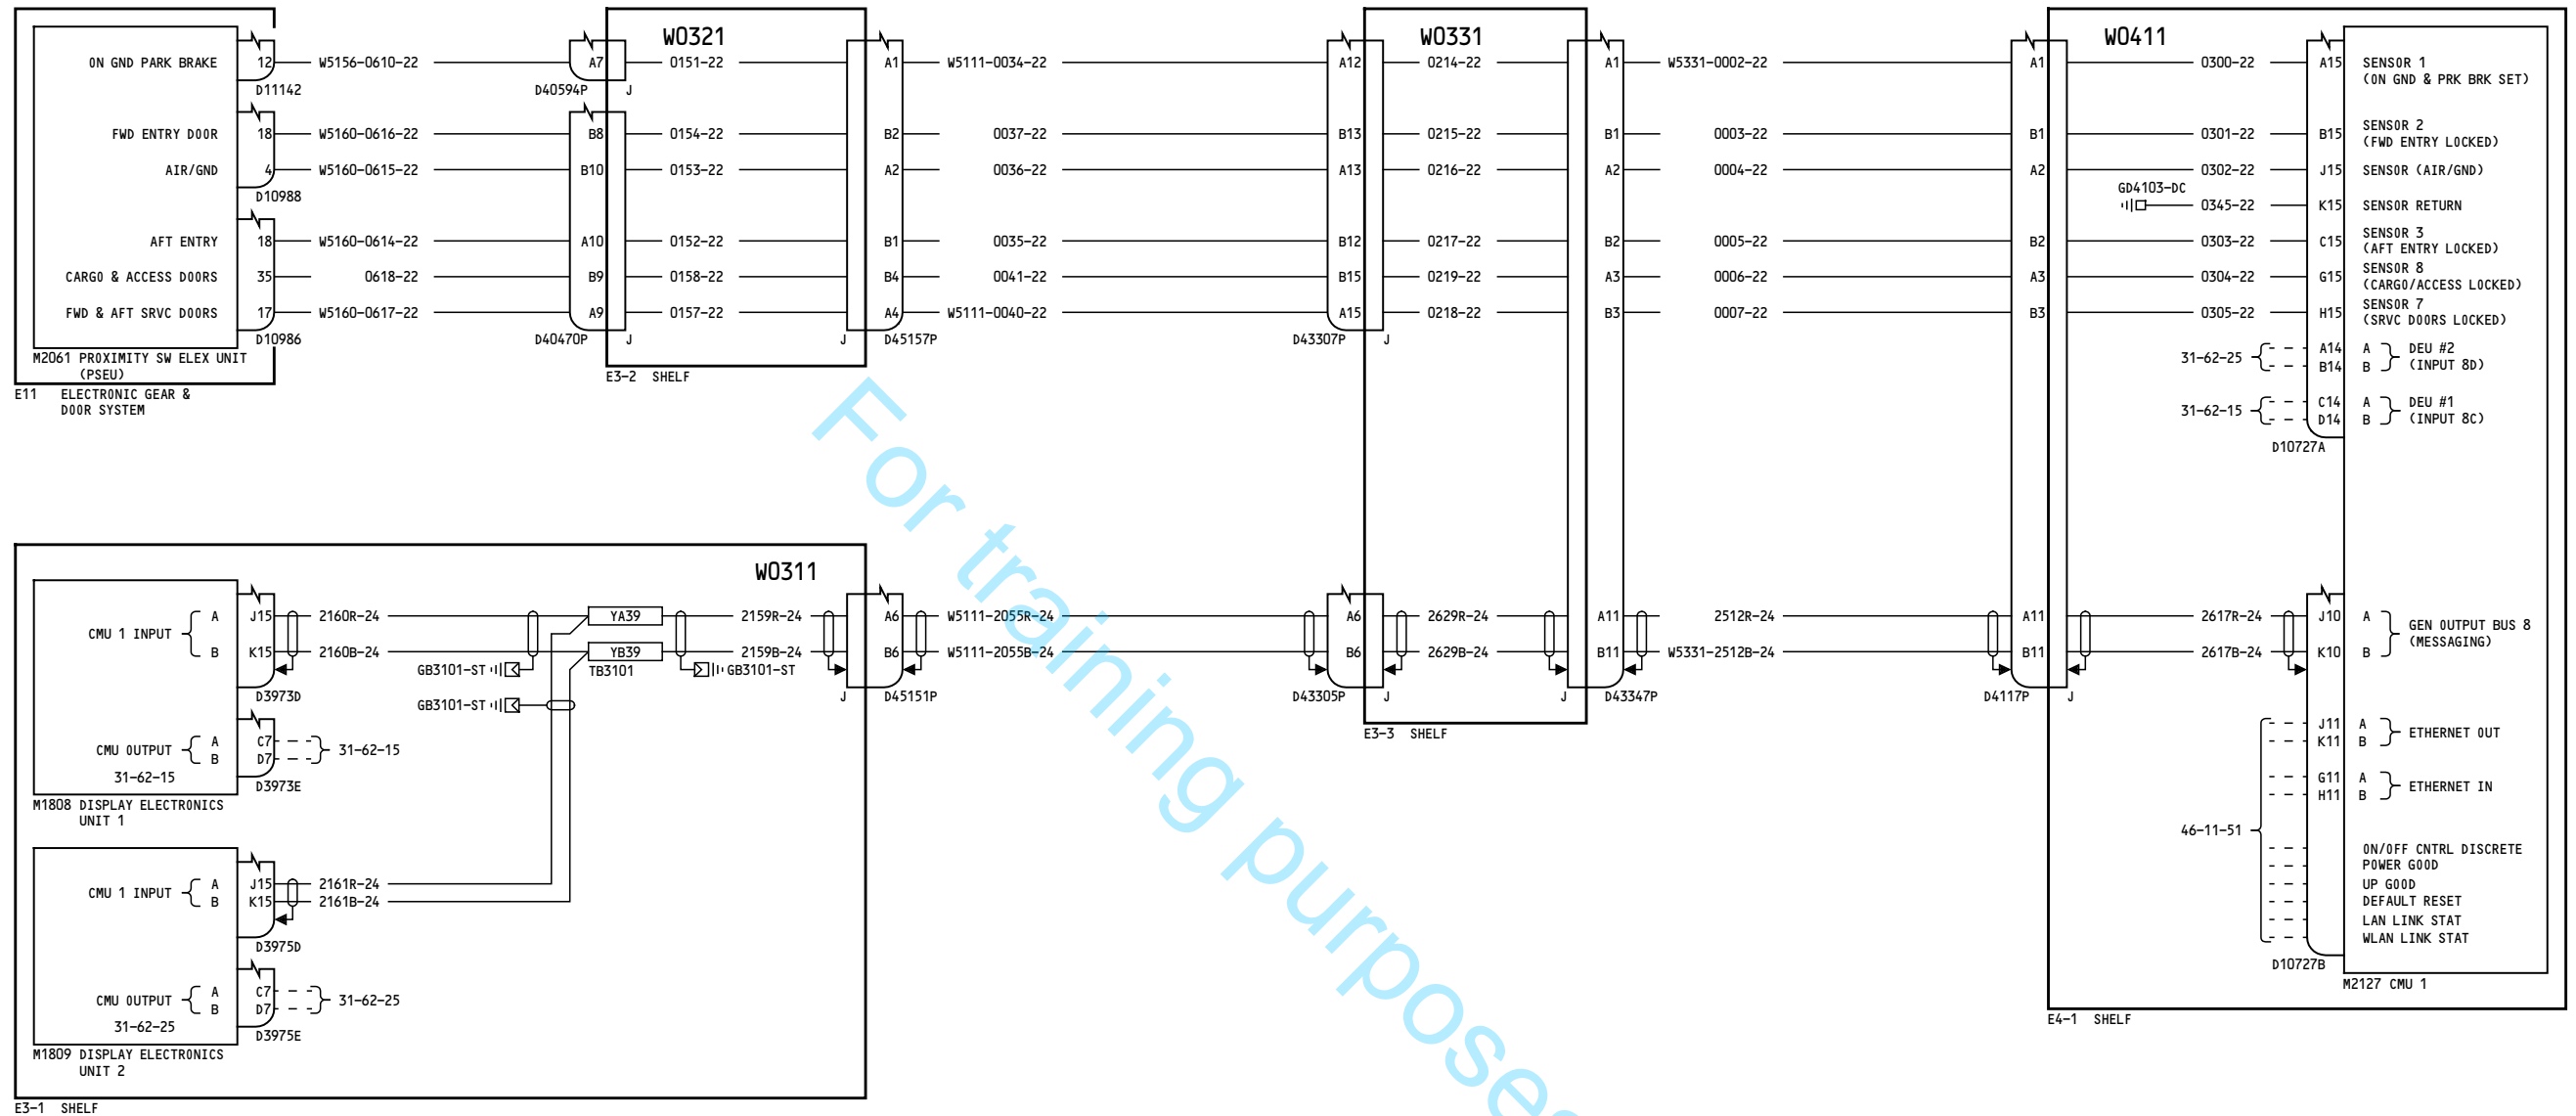 W0321
W0331
W0411
0N GND PARK BRAKE
12
W5156-0610-22
A7
0151-22
A1
W5111-0034-22
A12
0214-22
A1
W5331-0002-22
A1
0300-22
A15
SENSOR 1
(0N GND & PRK BRK SET)
D11142
D40594P
J
FWD ENTRY DOOR
18
W5160-0616-22
B8
0154-22
B2
0037-22
B13
0215-22
B1
0003-22
B1
0301-22
B15
SENSOR 2
(FWD ENTRY LOCKED)
AIR/GND
4
W5160-0615-22
B10
0153-22
A2
0036-22
A13
0216-22
A2
0004-22
A2
0302-22
J15
SENSOR (AIR/GND)
D10988
GD4103-DC
0345-22
K15
SENSOR RETURN
AFT ENTRY
18
W5160-0614-22
A10
0152-22
B1
0035-22
B12
0217-22
B2
0005-22
B2
0303-22
C15
SENSOR 3
(AFT ENTRY LOCKED)
CARGO & ACCESS DOORS
35
0618-22
B9
0158-22
B4
0041-22
B15
0219-22
A3
0006-22
A3
0304-22
G15
SENSOR 8
(CARGO/ACCESS LOCKED)
FWD & AFT SRVC DOORS
17
W5160-0617-22
A9
0157-22
A4
W5111-0040-22
A15
0218-22
B3
0007-22
B3
0305-22
H15
SENSOR 7
(SRVC DOORS LOCKED)
D10986
D40470P
J
J
D45157P
D43307P
J
M2061 PROXIMITY SW ELEX UNIT
(PSEU)
E11 ELECTRONIC GEAR &
DOOR SYSTEM
E3-2 SHELF
31-62-25
A14
A
B14
B
DEU #2
(INPUT 8D)
31-62-15
C14
A
D14
B
DEU #1
(INPUT 8C)
D10727A
For training purposes
W0311
CMU 1 INPUT
A
J15
2160R-24
YA39
2159R-24
A6
W5111-2055R-24
A6
2629R-24
A11
2512R-24
A11
2617R-24
J10
A
B
K15
2160B-24
YB39
2159B-24
B6
W5111-2055B-24
B6
2629B-24
B11
W5331-2512B-24
B11
2617B-24
K10
B
GEN OUTPUT BUS 8
(MESSAGING)
GB3101-ST
TB3101
GB3101-ST
D3973D
GB3101-ST
J
D45151P
D43305P
J
J
D43347P
D4117P
J
E3-3 SHELF
CMU OUTPUT
A
C7
B
D7
31-62-15
31-62-15
D3973E
M1808 DISPLAY ELECTRONICS
UNIT 1
J11
A
K11
B
ETHERNET OUT
G11
A
H11
B
ETHERNET IN
46-11-51
0N/0FF CNTRL DISCRETE
POWER GOOD
UP GOOD
DEFAULT RESET
LAN LINK STAT
WLAN LINK STAT
D10727B
M2127 CMU 1
E4-1 SHELF
CMU 1 INPUT
A
J15
2161R-24
B
K15
2161B-24
D3975D
CMU OUTPUT
A
C7
B
D7
31-62-25
31-62-25
D3975E
M1809 DISPLAY ELECTRONICS
UNIT 2
E3-1 SHELF